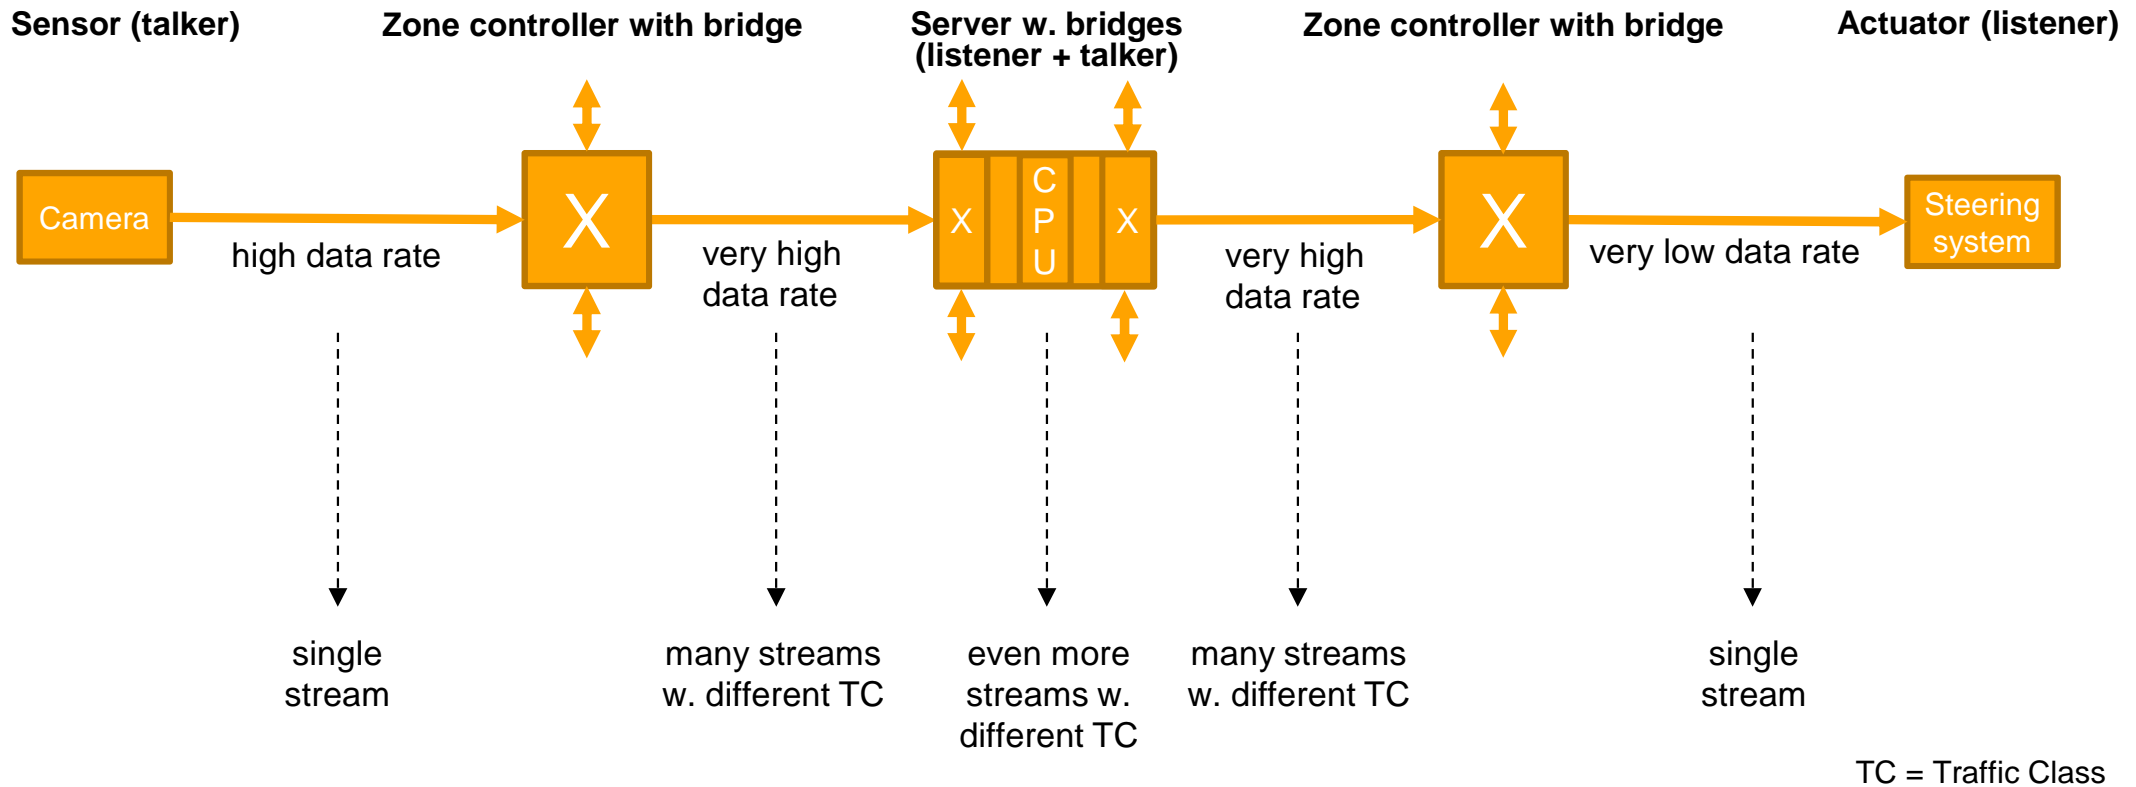 Sensor (talker)
Zone controller with bridge
Server w. bridges
(listener + talker)
Zone controller with bridge
Actuator (listener)
Camera
X
X
C
P
U
X
X
Steering
system
high data rate
very high
data rate
very high
data rate
very low data rate
single
stream
many streams
w. different TC
even more
streams w.
different TC
many streams
w. different TC
single
stream
TC = Traffic Class